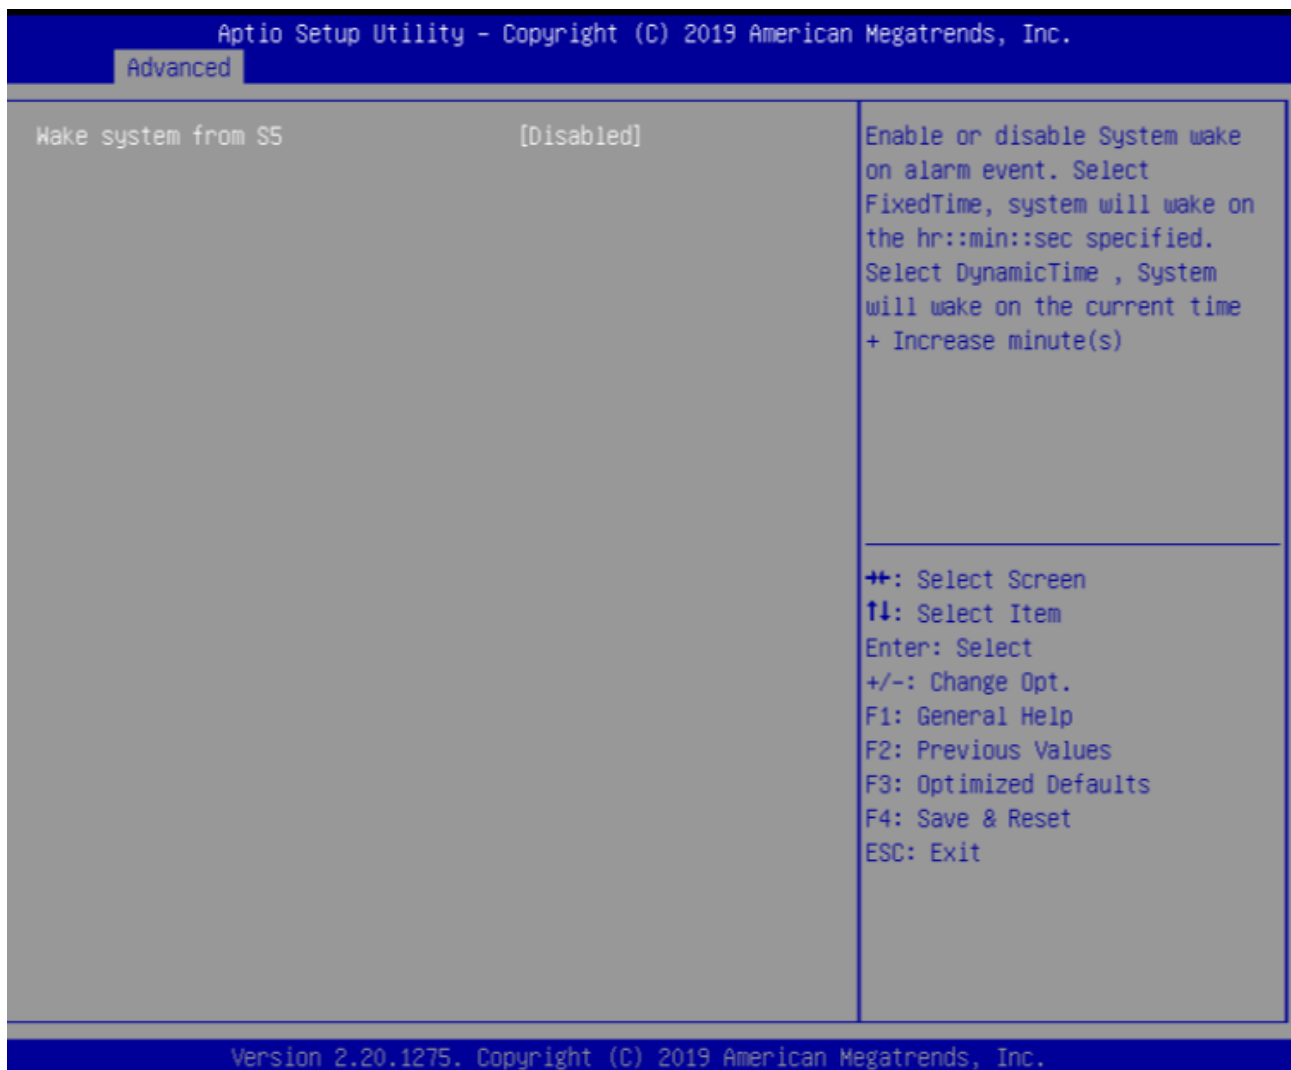 Aptio Setup Utility – Copyright (C) 2019 American Megatrends, Inc.
Advanced
Wake system from S5 [Disabled]
Enable or disable System wake
on alarm event. Select
FixedTime, system will wake on
the hr::min::sec specified.
Select DynamicTime , System
will wake on the current time
+ Increase minute(s)
→←: Select Screen
↑↓: Select Item
Enter: Select
+/-: Change Opt.
F1: General Help
F2: Previous Values
F3: Optimized Defaults
F4: Save & Reset
ESC: Exit
Version 2.20.1275. Copyright (C) 2019 American Megatrends, Inc.